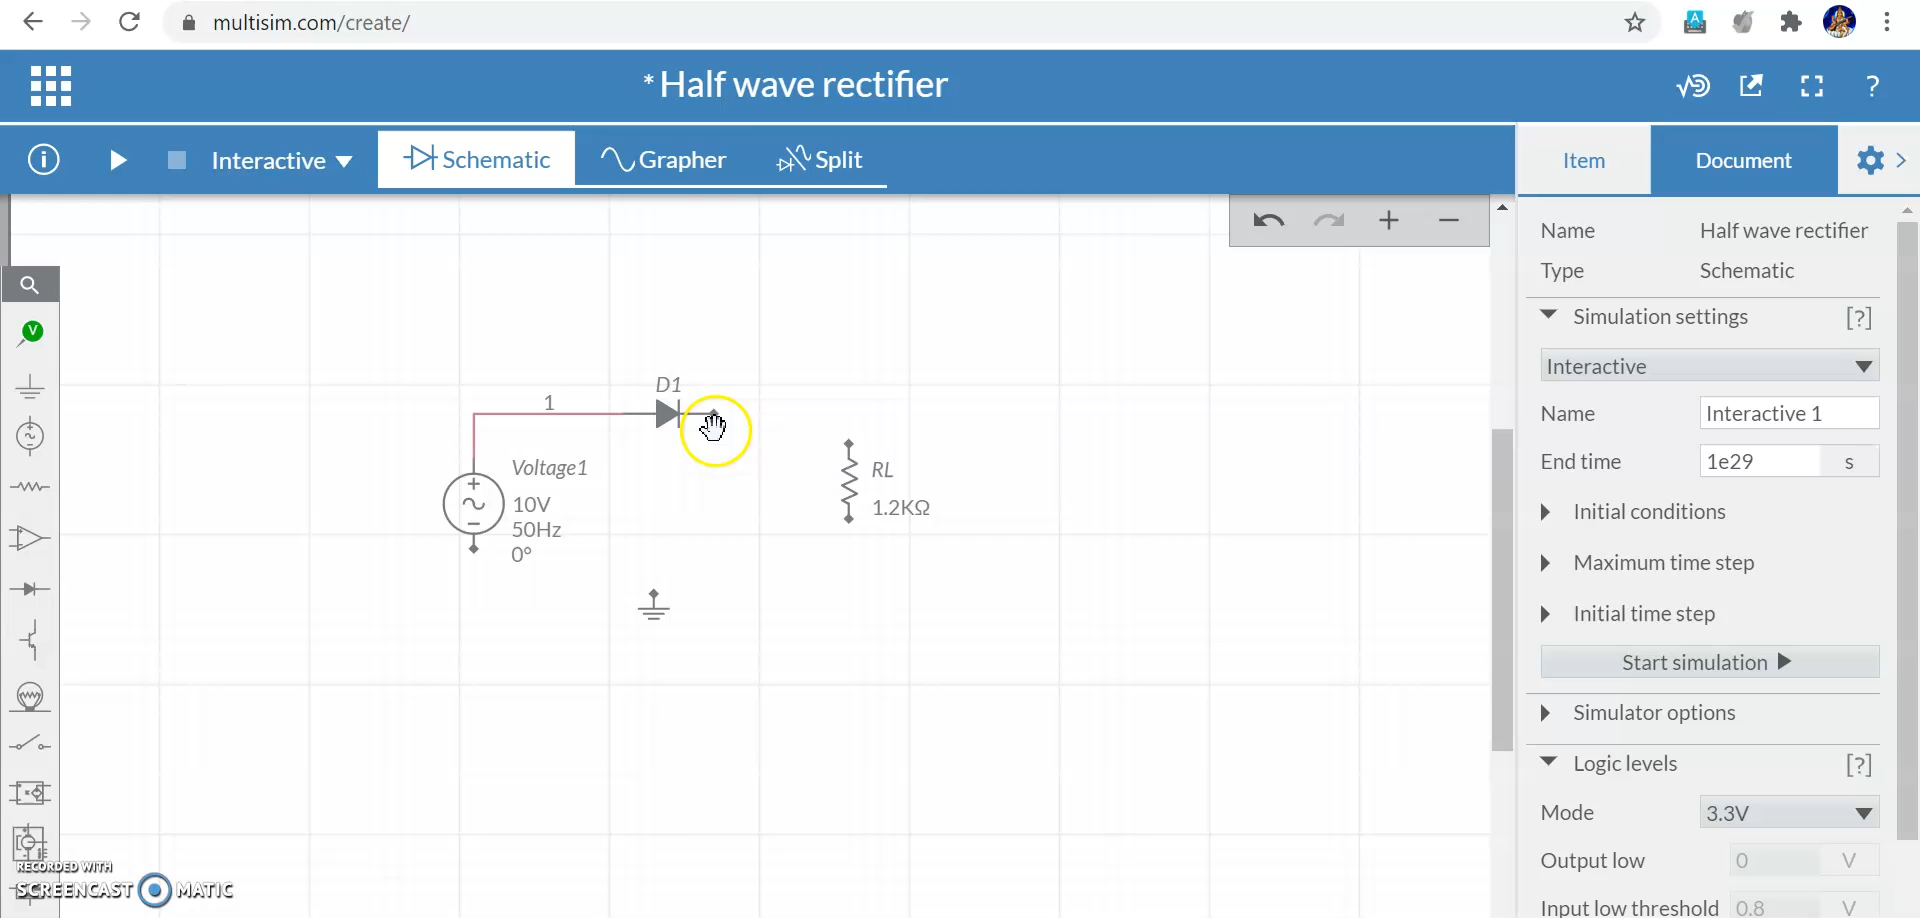 multisim.com/create/
* Half wave rectifier
Interactive
Schematic
Grapher
Split
Item
Document
Name Half wave rectifier
Type Schematic
Simulation settings [?]
Interactive
Name Interactive 1
End time 1e29 s
Initial conditions
Maximum time step
Initial time step
Start simulation
Simulator options
Logic levels [?]
Mode 3.3V
Output low 0 V
Input low threshold 0.8 V
V
D1
1
Voltage1
10V
50Hz
0°
RL
1.2KΩ
RECORDED WITH
SCREENCAST MATIC